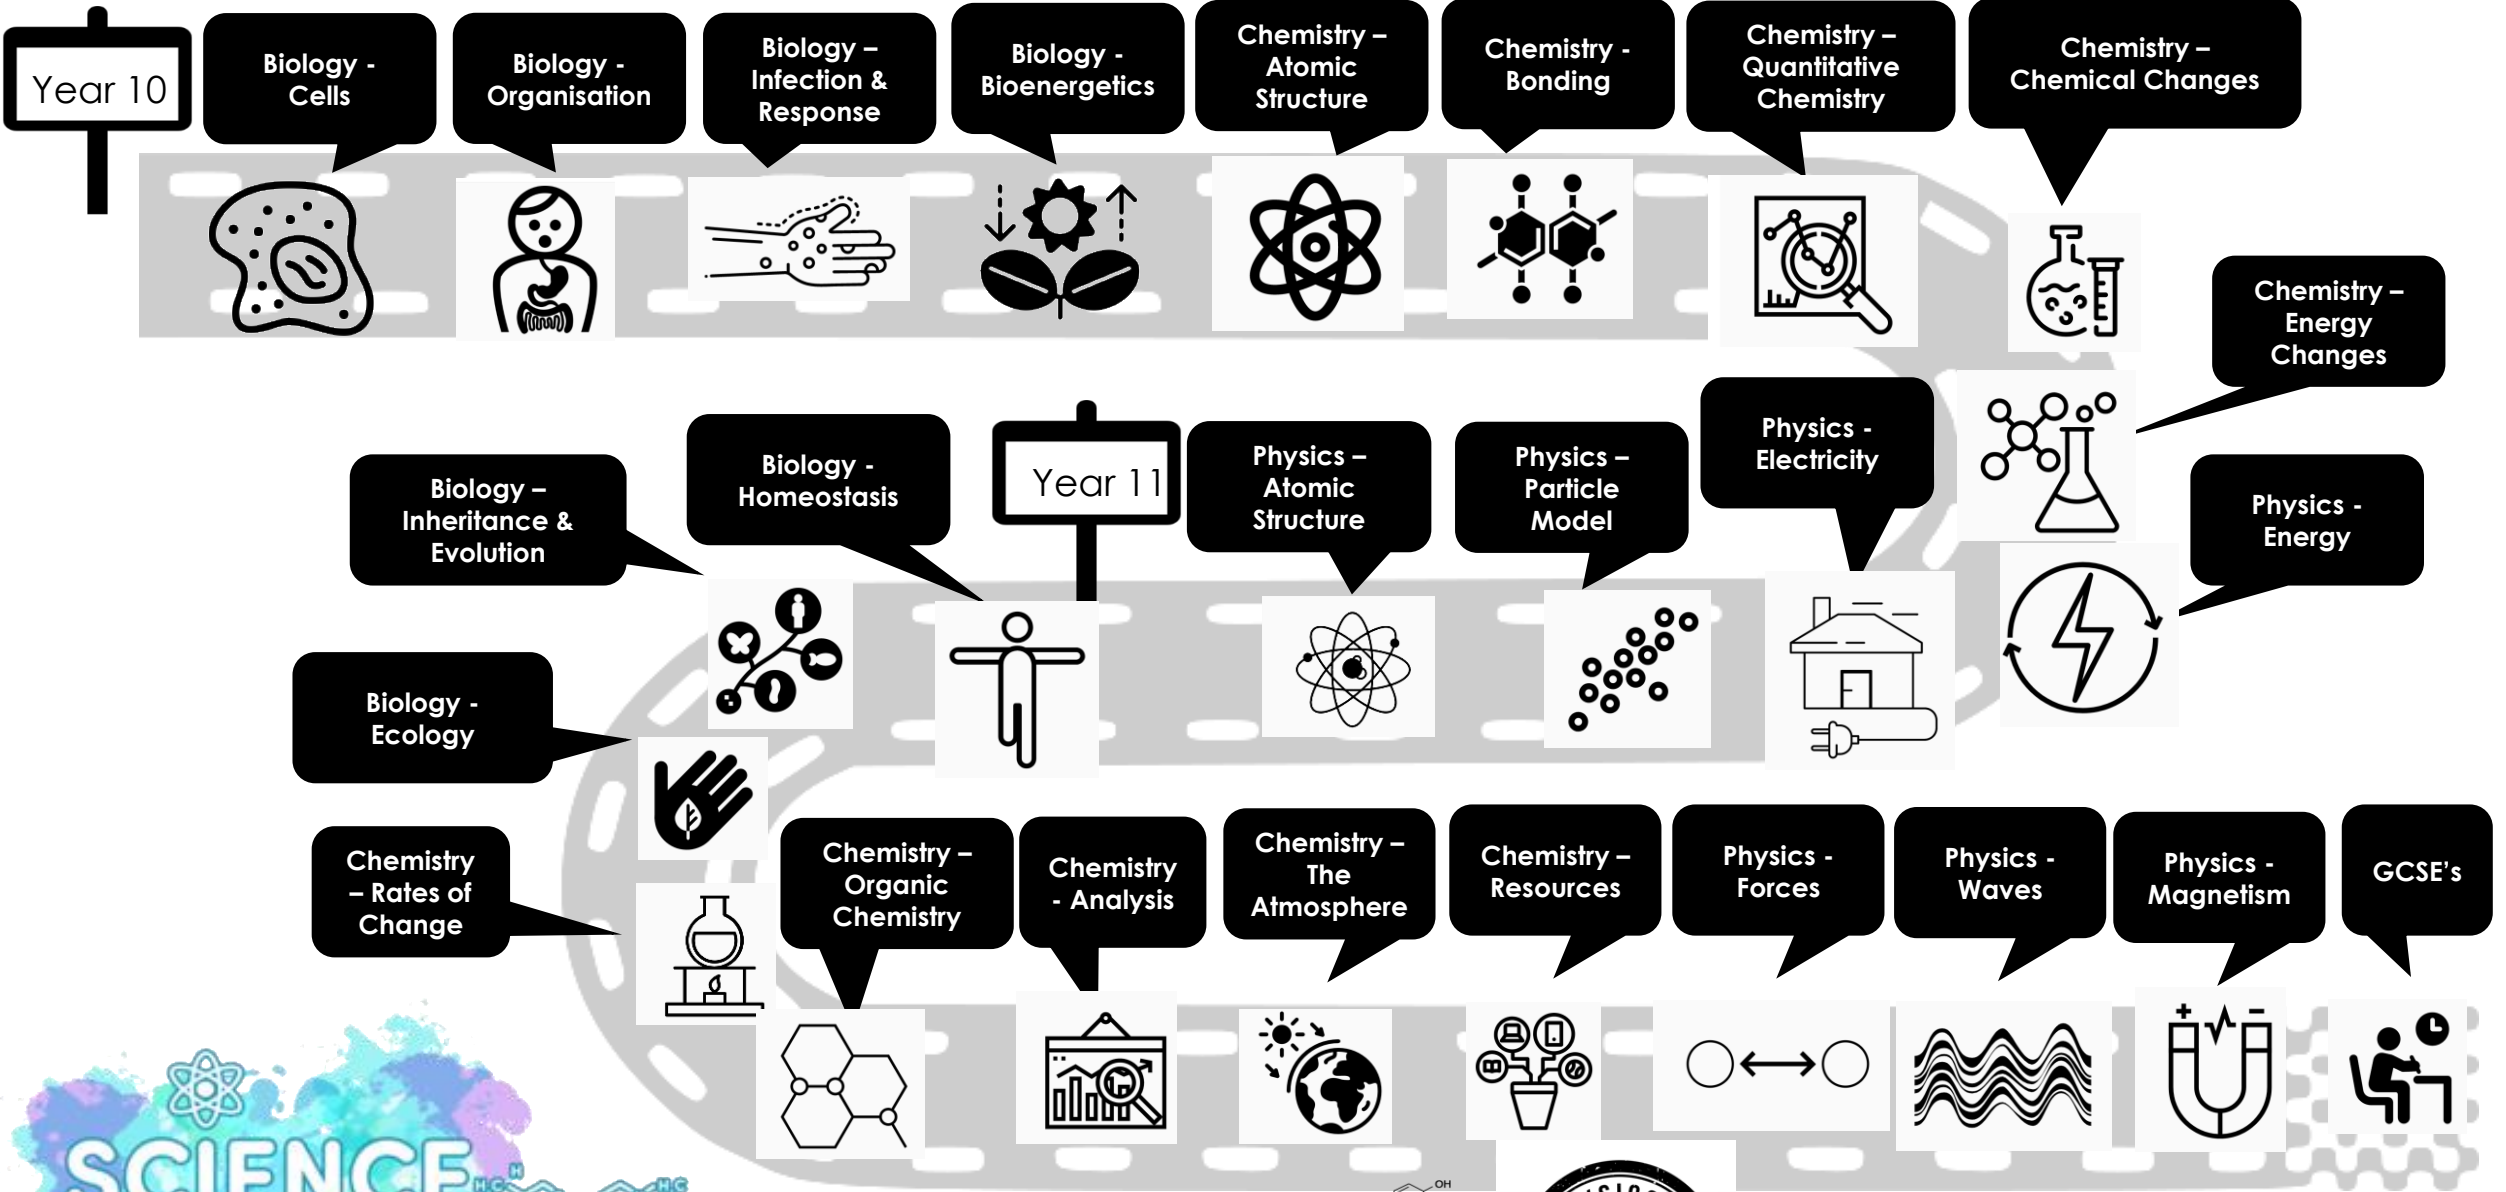 Year 10
Biology -
Cells
Biology -
Organisation
Biology –
Infection &
Response
Biology -
Bioenergetics
Chemistry –
Atomic
Structure
Chemistry -
Bonding
Chemistry –
Quantitative
Chemistry
Chemistry –
Chemical Changes
Chemistry –
Energy
Changes
Physics -
Energy
Physics -
Electricity
Physics –
Particle
Model
Physics –
Atomic
Structure
Year 11
Biology -
Homeostasis
Biology –
Inheritance &
Evolution
Biology -
Ecology
Chemistry
– Rates of
Change
Chemistry –
Organic
Chemistry
Chemistry
- Analysis
Chemistry –
The
Atmosphere
Chemistry –
Resources
Physics -
Forces
Physics -
Waves
Physics -
Magnetism
GCSE's
+ −
SCIENCE
H
H₃C
H₃C
OH